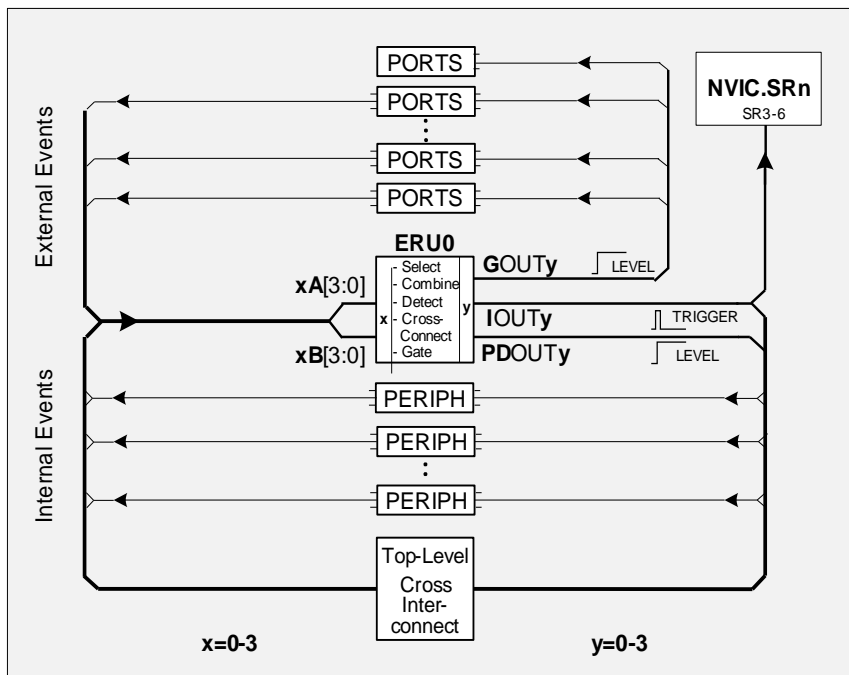 PORTS
PORTS
PORTS
PORTS
NVIC.SRn
SR3-6
External Events
ERU0
xA[3:0]
xB[3:0]
x
- Select
- Combine
- Detect
- Cross-
Connect
- Gate
y
GOUTy
LEVEL
IOUTy
TRIGGER
PDOUTy
LEVEL
Internal Events
PERIPH
PERIPH
PERIPH
Top-Level
Cross
Inter-
connect
x=0-3
y=0-3